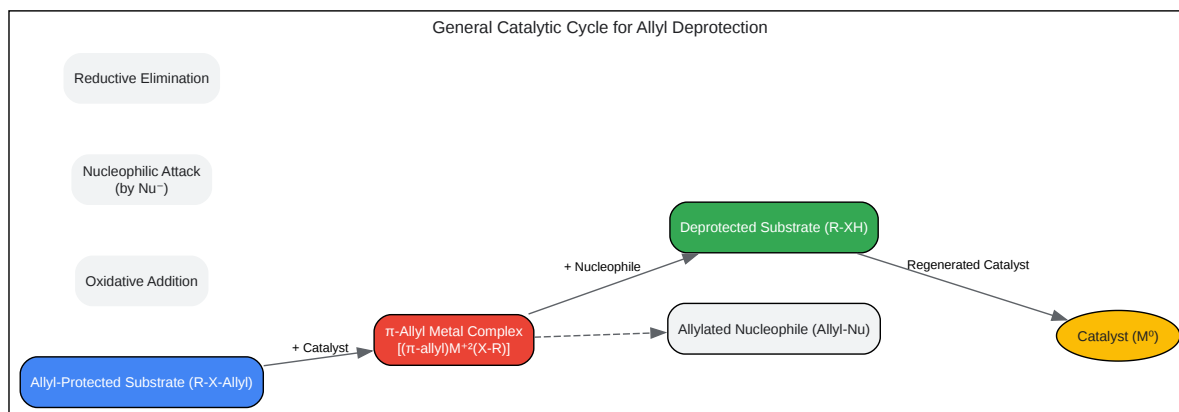 General Catalytic Cycle for Allyl Deprotection
Reductive Elimination
Nucleophilic Attack
(by Nu⁻)
Oxidative Addition
Allyl-Protected Substrate (R-X-Allyl)
+ Catalyst
π-Allyl Metal Complex
[(π-allyl)M⁺²(X-R)]
+ Nucleophile
Deprotected Substrate (R-XH)
Allylated Nucleophile (Allyl-Nu)
Regenerated Catalyst
Catalyst (M⁰)